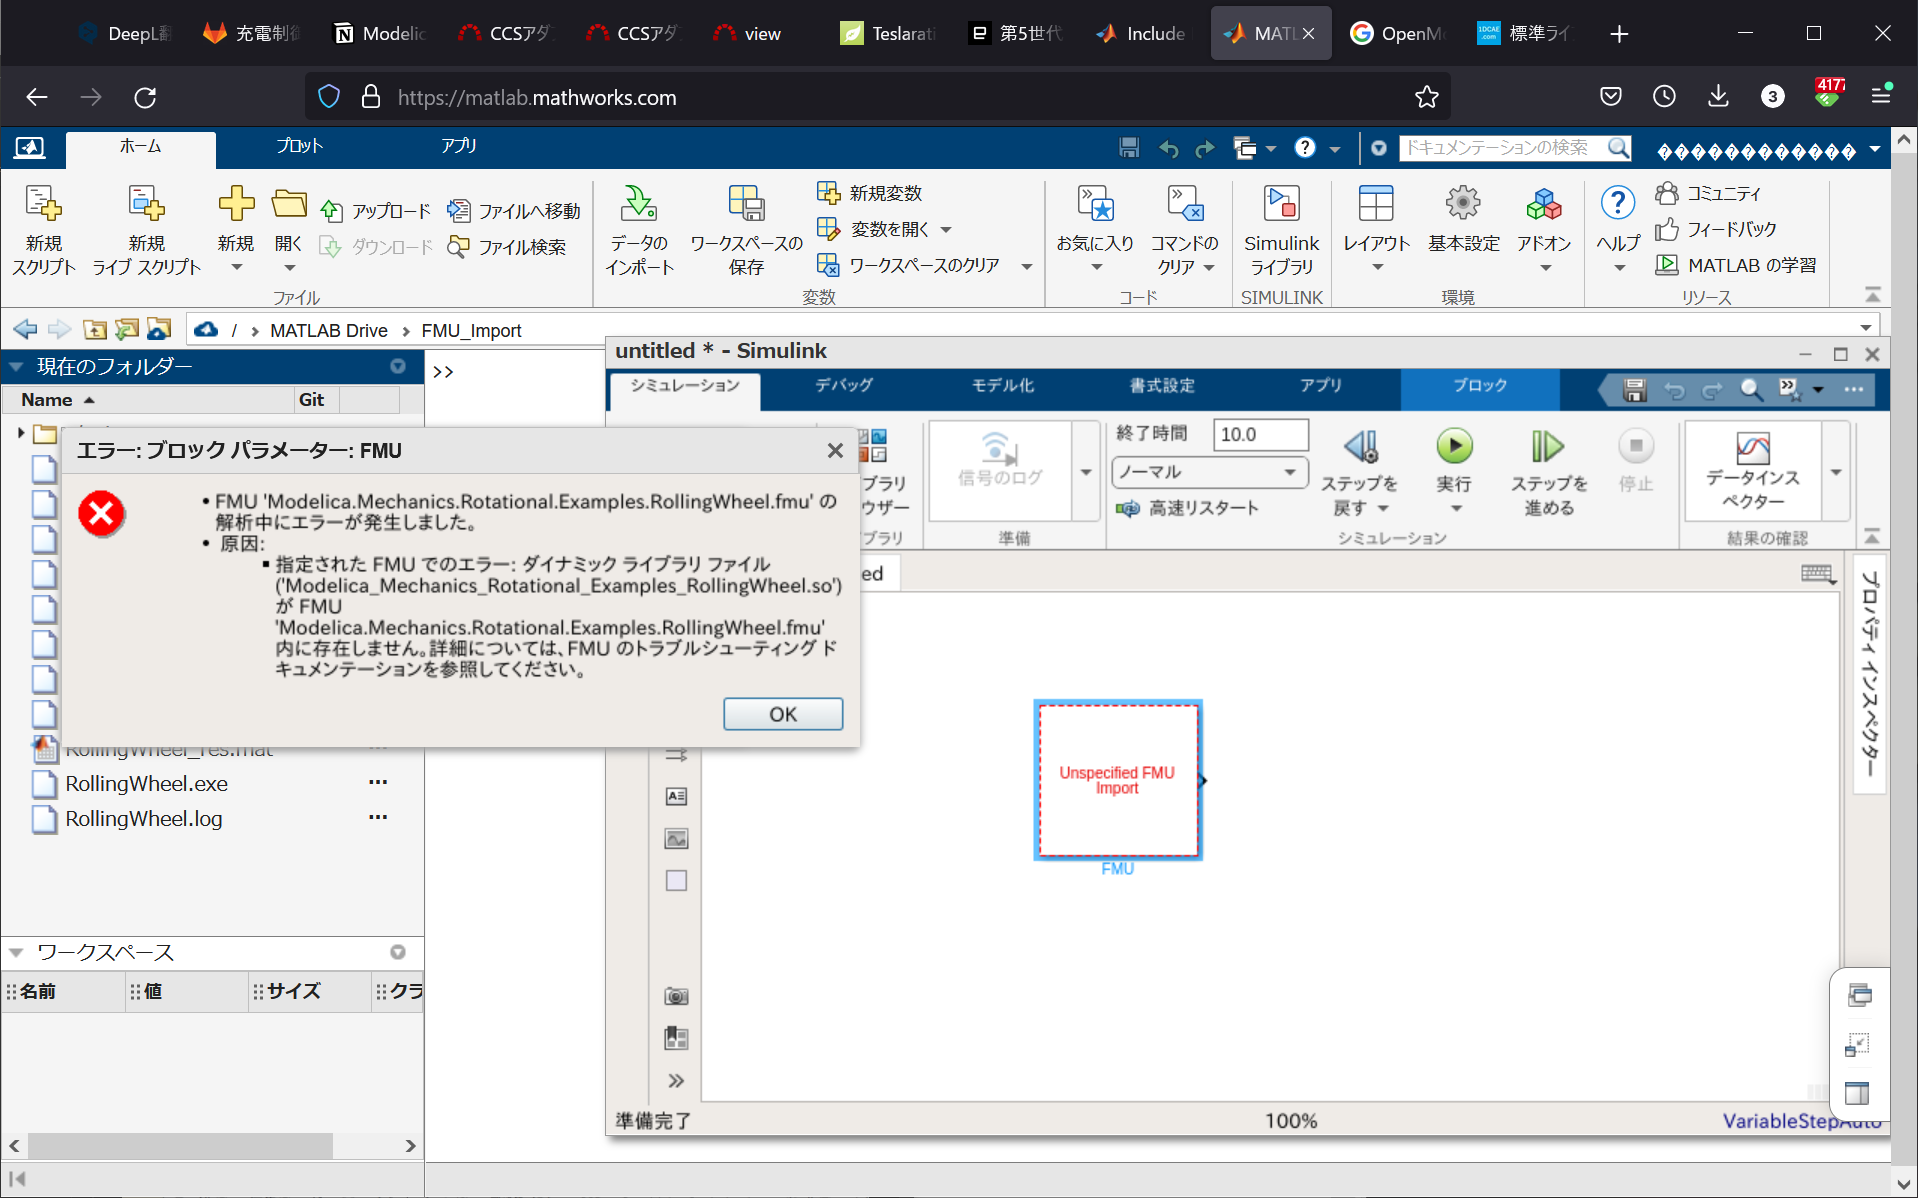 DeepL翻
充電制御
Modelic
CCSアダ
CCSアダ
view
Teslarati
第5世代
Include
MATL
OpenMo
標準ライ
https://matlab.mathworks.com
3
4177
ホーム
プロット
アプリ
ドキュメンテーションの検索
新規
スクリプト
新規
ライブ スクリプト
新規
開く
アップロード
ダウンロード
ファイルへ移動
ファイル検索
ファイル
データの
インポート
ワークスペースの
保存
新規変数
変数を開く
ワークスペースのクリア
変数
お気に入り
コマンドの
クリア
コード
Simulink
ライブラリ
SIMULINK
レイアウト
基本設定
アドオン
環境
ヘルプ
コミュニティ
フィードバック
MATLAB の学習
リソース
/ › MATLAB Drive › FMU_Import
現在のフォルダー
Name
Git
>>
RollingWheel_res.mat
RollingWheel.exe
RollingWheel.log
ワークスペース
名前
値
サイズ
クラ
エラー: ブロック パラメーター: FMU
• FMU 'Modelica.Mechanics.Rotational.Examples.RollingWheel.fmu' の
解析中にエラーが発生しました。
• 原因:
▪ 指定された FMU でのエラー: ダイナミック ライブラリ ファイル
('Modelica_Mechanics_Rotational_Examples_RollingWheel.so')
が FMU
'Modelica.Mechanics.Rotational.Examples.RollingWheel.fmu'
内に存在しません。詳細については、FMU のトラブルシューティング ド
キュメンテーションを参照してください。
OK
untitled * - Simulink
シミュレーション
デバッグ
モデル化
書式設定
アプリ
ブロック
ブラリ
ウザー
ブラリ
信号のログ
準備
終了時間
10.0
ノーマル
高速リスタート
ステップを
戻す
実行
ステップを
進める
停止
シミュレーション
データインス
ペクター
結果の確認
ed
プロパティ インスペクター
Unspecified FMU
Import
FMU
準備完了
100%
VariableStepAuto